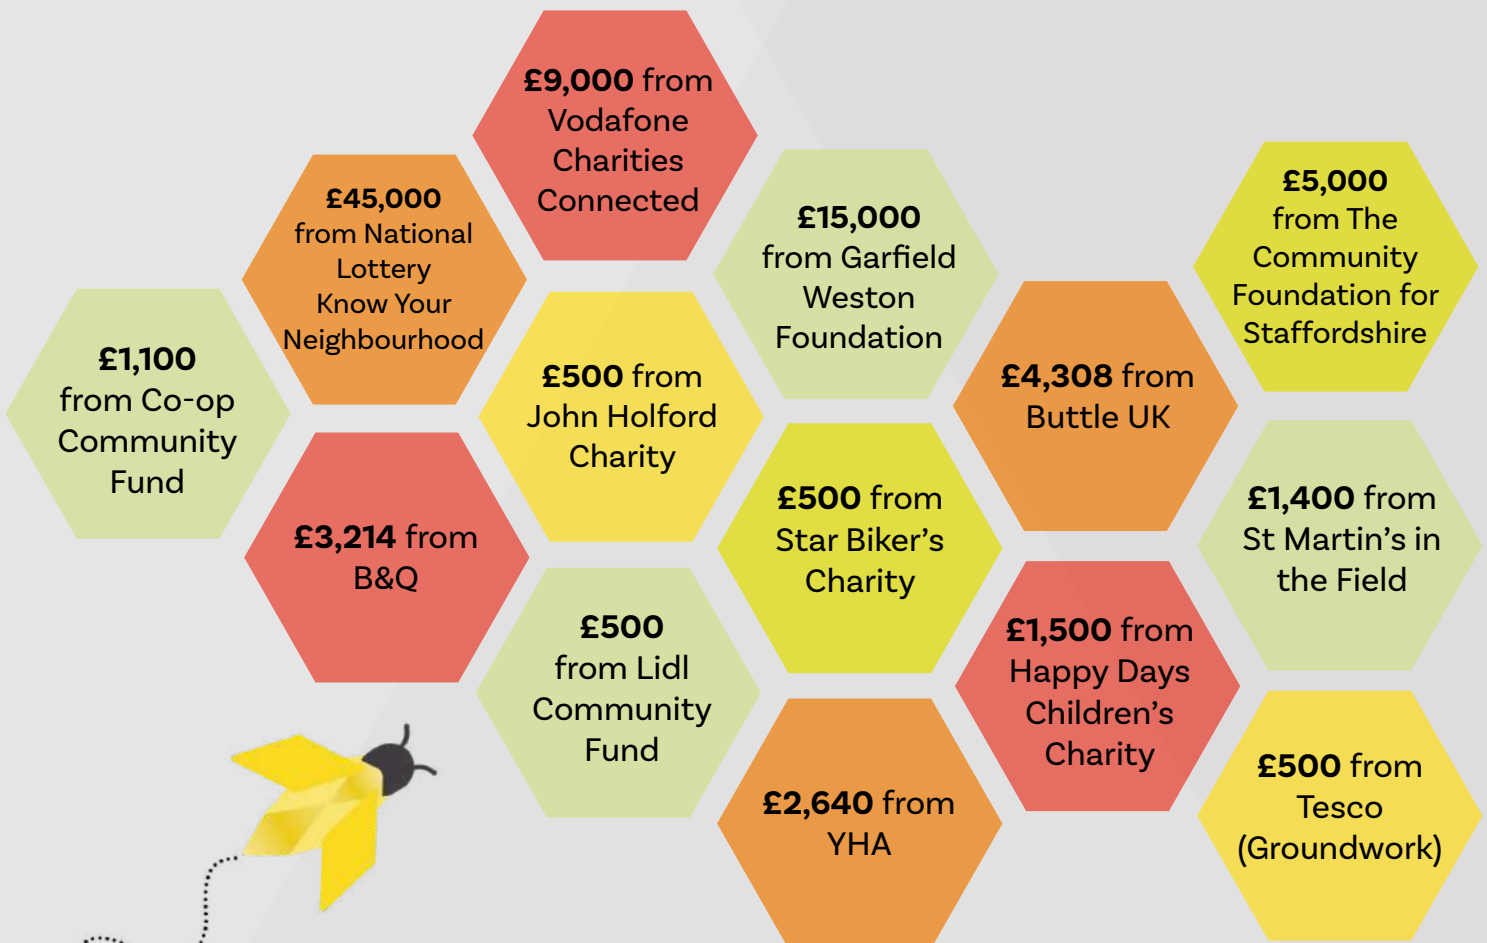 £9,000 from
Vodafone
Charities
Connected
£45,000
from National
Lottery
Know Your
Neighbourhood
£15,000
from Garfield
Weston
Foundation
£5,000
from The
Community
Foundation for
Staffordshire
£1,100
from Co-op
Community
Fund
£500 from
John Holford
Charity
£4,308 from
Buttle UK
£3,214 from
B&Q
£500 from
Star Biker’s
Charity
£1,400 from
St Martin’s in
the Field
£500
from Lidl
Community
Fund
£1,500 from
Happy Days
Children’s
Charity
£2,640 from
YHA
£500 from
Tesco
(Groundwork)